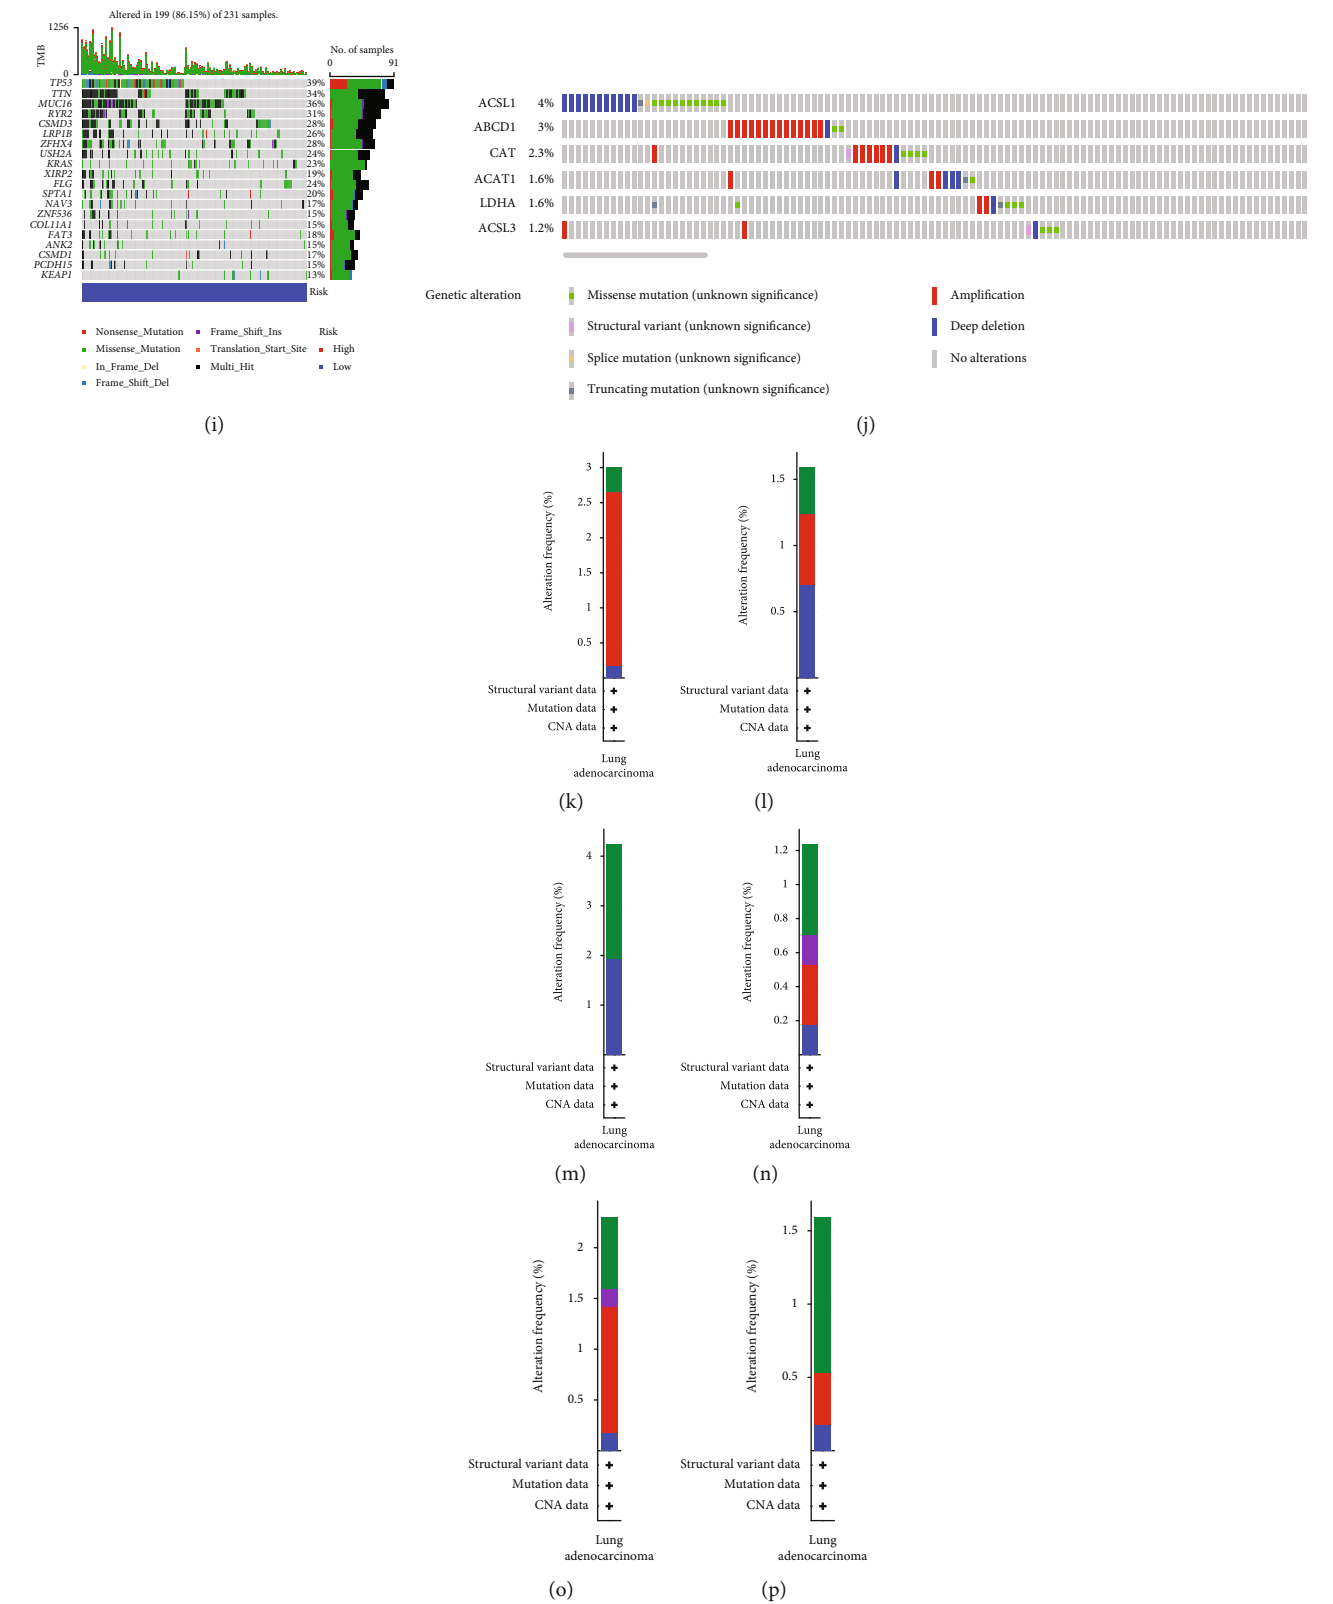 Altered in 199 (86.15%) of 231 samples.
1256
TMB
0
No. of samples
0 91
TP53 39%
TTN 34%
MUC16 36%
RYR2 31%
CSMD3 28%
LRP1B 26%
ZFHX4 28%
USH2A 24%
KRAS 23%
XIRP2 19%
FLG 24%
SPTA1 20%
NAV3 17%
ZNF536 15%
COL11A1 15%
FAT3 18%
ANK2 15%
CSMD1 17%
PCDH15 15%
KEAP1 13%
Risk
Nonsense_Mutation Frame_Shift_Ins Risk
Missense_Mutation Translation_Start_Site High
In_Frame_Del Multi_Hit Low
Frame_Shift_Del
(i)
ACSL1 4%
ABCD1 3%
CAT 2.3%
ACAT1 1.6%
LDHA 1.6%
ACSL3 1.2%
Genetic alteration Missense mutation (unknown significance) Amplification
Structural variant (unknown significance) Deep deletion
Splice mutation (unknown significance) No alterations
Truncating mutation (unknown significance)
(j)
Alteration frequency (%)
3
2.5
2
1.5
1
0.5
Structural variant data
Mutation data
CNA data
Lung
adenocarcinoma
(k)
Alteration frequency (%)
1.5
1
0.5
Structural variant data
Mutation data
CNA data
Lung
adenocarcinoma
(l)
Alteration frequency (%)
4
3
2
1
Structural variant data
Mutation data
CNA data
Lung
adenocarcinoma
(m)
Alteration frequency (%)
1.2
1
0.8
0.6
0.4
0.2
Structural variant data
Mutation data
CNA data
Lung
adenocarcinoma
(n)
Alteration frequency (%)
2
1.5
1
0.5
Structural variant data
Mutation data
CNA data
Lung
adenocarcinoma
(o)
Alteration frequency (%)
1.5
1
0.5
Structural variant data
Mutation data
CNA data
Lung
adenocarcinoma
(p)